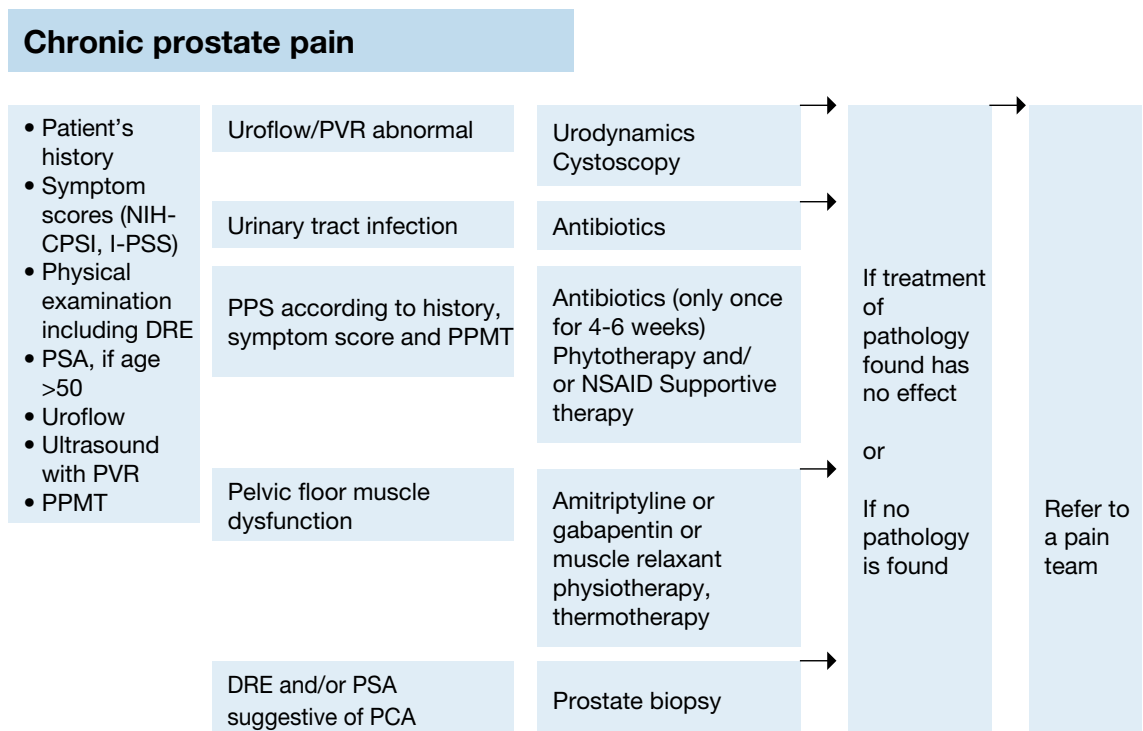 Chronic prostate pain
• Patient's
history
• Symptom
scores (NIH-
CPSI, I-PSS)
• Physical
examination
including DRE
• PSA, if age
>50
• Uroflow
• Ultrasound
with PVR
• PPMT
Uroflow/PVR abnormal
Urodynamics
Cystoscopy
Urinary tract infection
Antibiotics
PPS according to history,
symptom score and PPMT
Antibiotics (only once
for 4-6 weeks)
Phytotherapy and/
or NSAID Supportive
therapy
Pelvic floor muscle
dysfunction
Amitriptyline or
gabapentin or
muscle relaxant
physiotherapy,
thermotherapy
DRE and/or PSA
suggestive of PCA
Prostate biopsy
If treatment
of
pathology
found has
no effect
or
If no
pathology
is found
Refer to
a pain
team